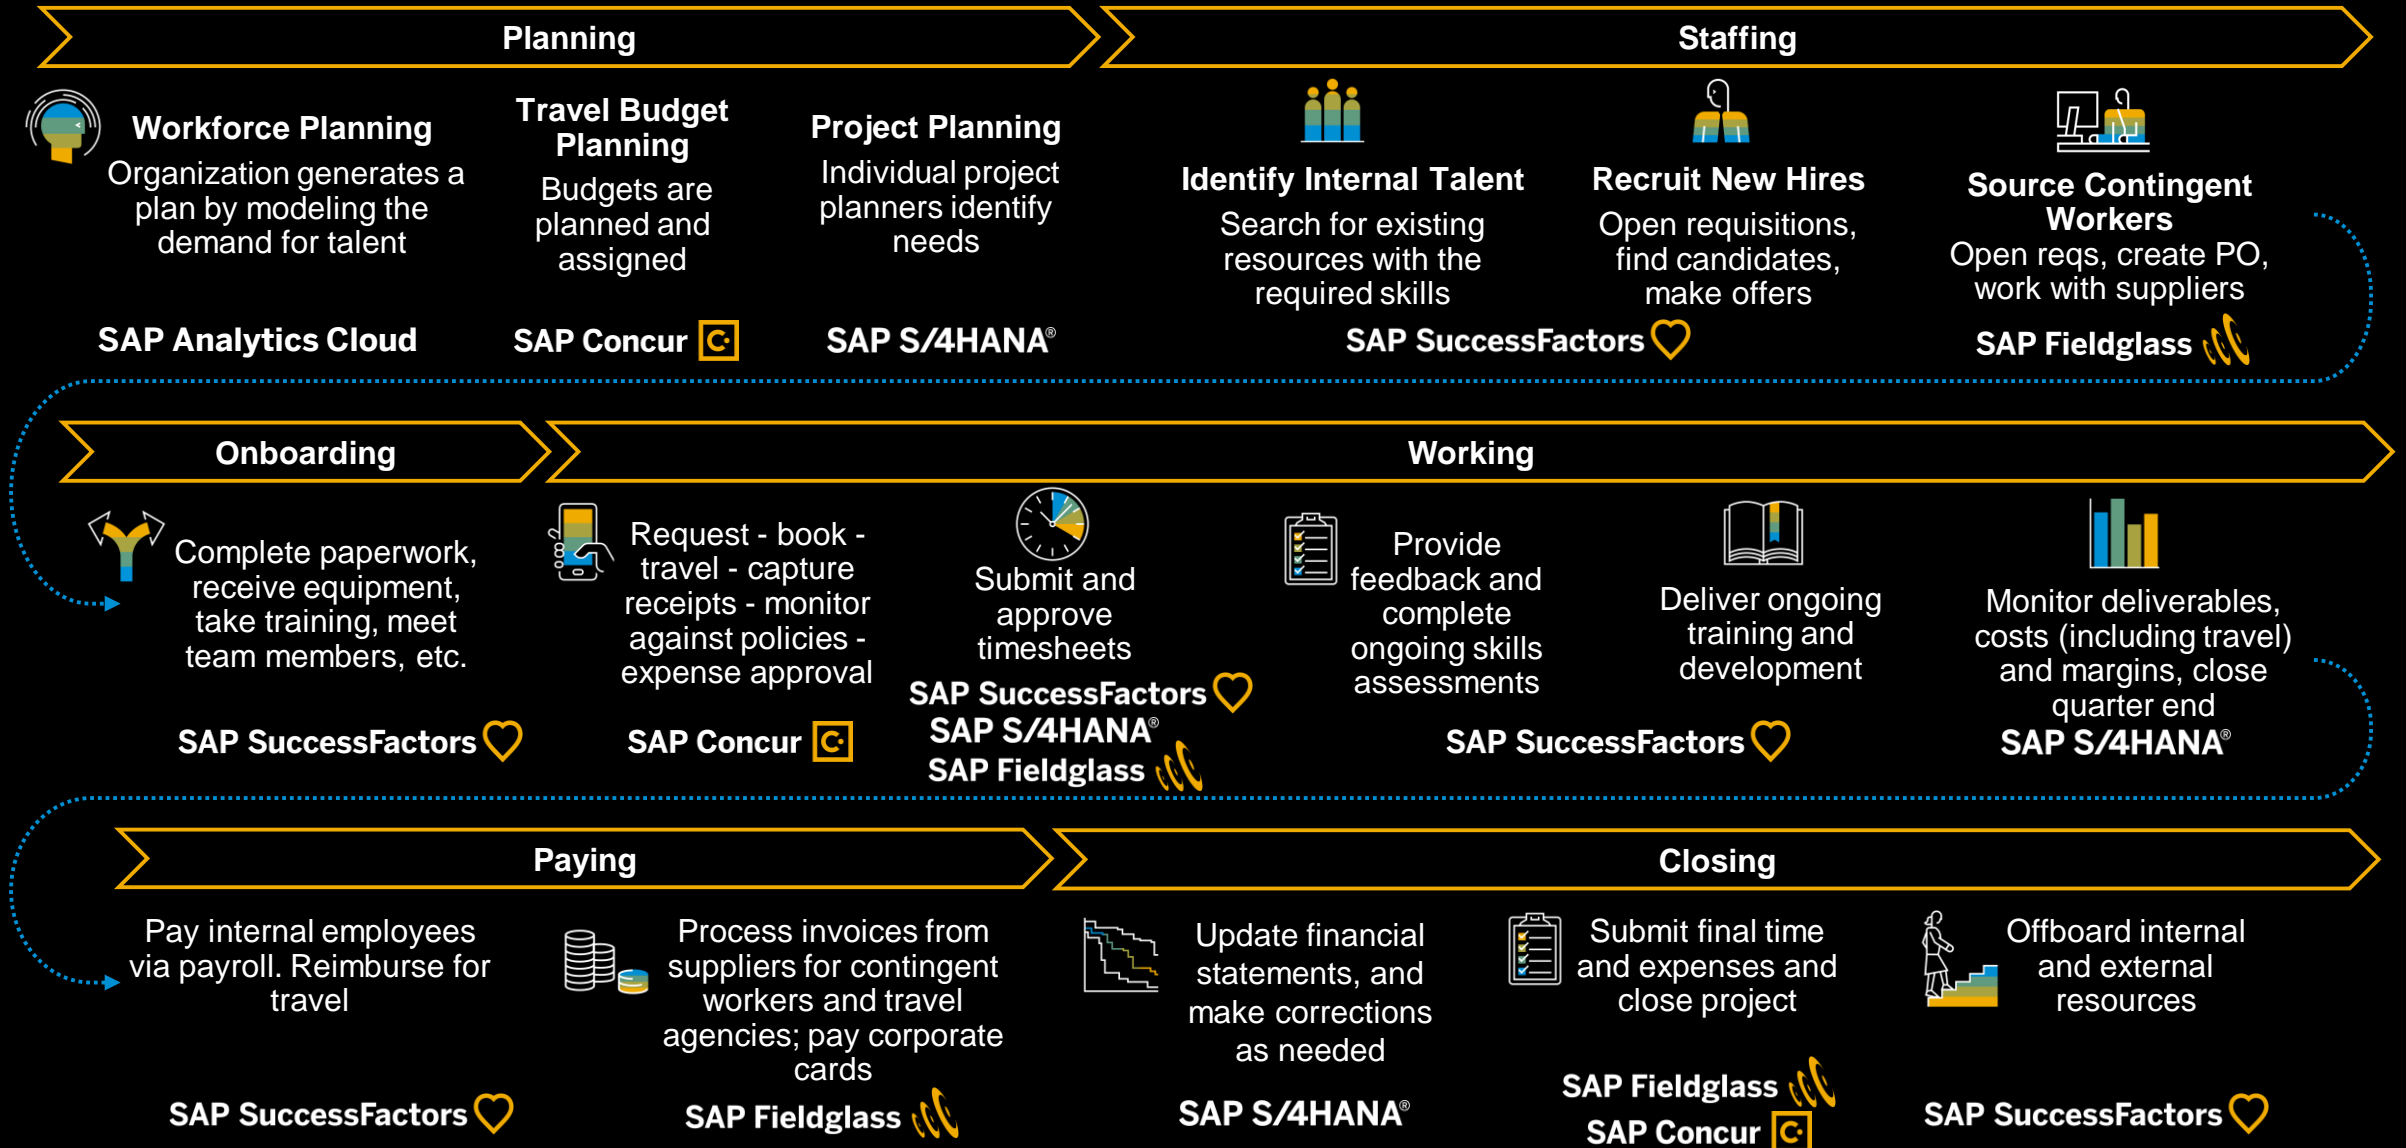 Planning
Staffing
Workforce Planning
Organization generates a
plan by modeling the
demand for talent
SAP Analytics Cloud
Travel Budget
Planning
Budgets are
planned and
assigned
SAP Concur C.
Project Planning
Individual project
planners identify
needs
SAP S/4HANA®
Identify Internal Talent
Search for existing
resources with the
required skills
Recruit New Hires
Open requisitions,
find candidates,
make offers
SAP SuccessFactors
Source Contingent
Workers
Open reqs, create PO,
work with suppliers
SAP Fieldglass
Onboarding
Working
Complete paperwork,
receive equipment,
take training, meet
team members, etc.
SAP SuccessFactors
Request - book -
travel - capture
receipts - monitor
against policies -
expense approval
SAP Concur C.
Submit and
approve
timesheets
SAP SuccessFactors
SAP S/4HANA®
SAP Fieldglass
Provide
feedback and
complete
ongoing skills
assessments
Deliver ongoing
training and
development
SAP SuccessFactors
Monitor deliverables,
costs (including travel)
and margins, close
quarter end
SAP S/4HANA®
Paying
Closing
Pay internal employees
via payroll. Reimburse for
travel
SAP SuccessFactors
Process invoices from
suppliers for contingent
workers and travel
agencies; pay corporate
cards
SAP Fieldglass
Update financial
statements, and
make corrections
as needed
SAP S/4HANA®
Submit final time
and expenses and
close project
SAP Fieldglass
SAP Concur C.
Offboard internal
and external
resources
SAP SuccessFactors